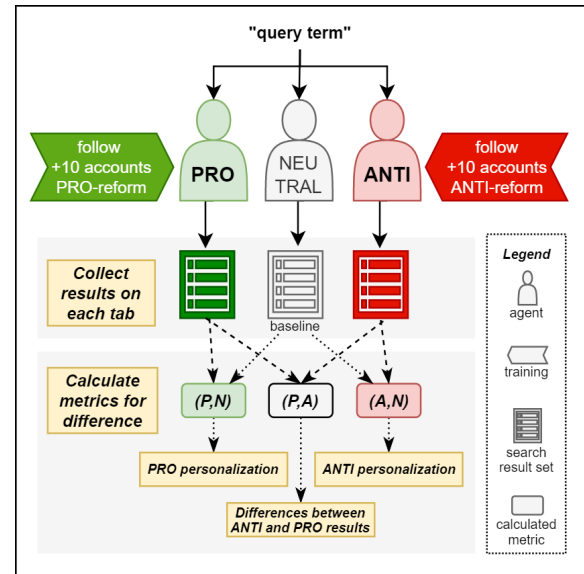 "query term"
follow
+10 accounts
PRO-reform
PRO
NEU
TRAL
ANTI
follow
+10 accounts
ANTI-reform
Collect
results on
each tab
baseline
Calculate
metrics for
difference
(P,N)
(P,A)
(A,N)
PRO personalization
ANTI personalization
Differences between
ANTI and PRO results
Legend
agent
training
search
result set
calculated
metric